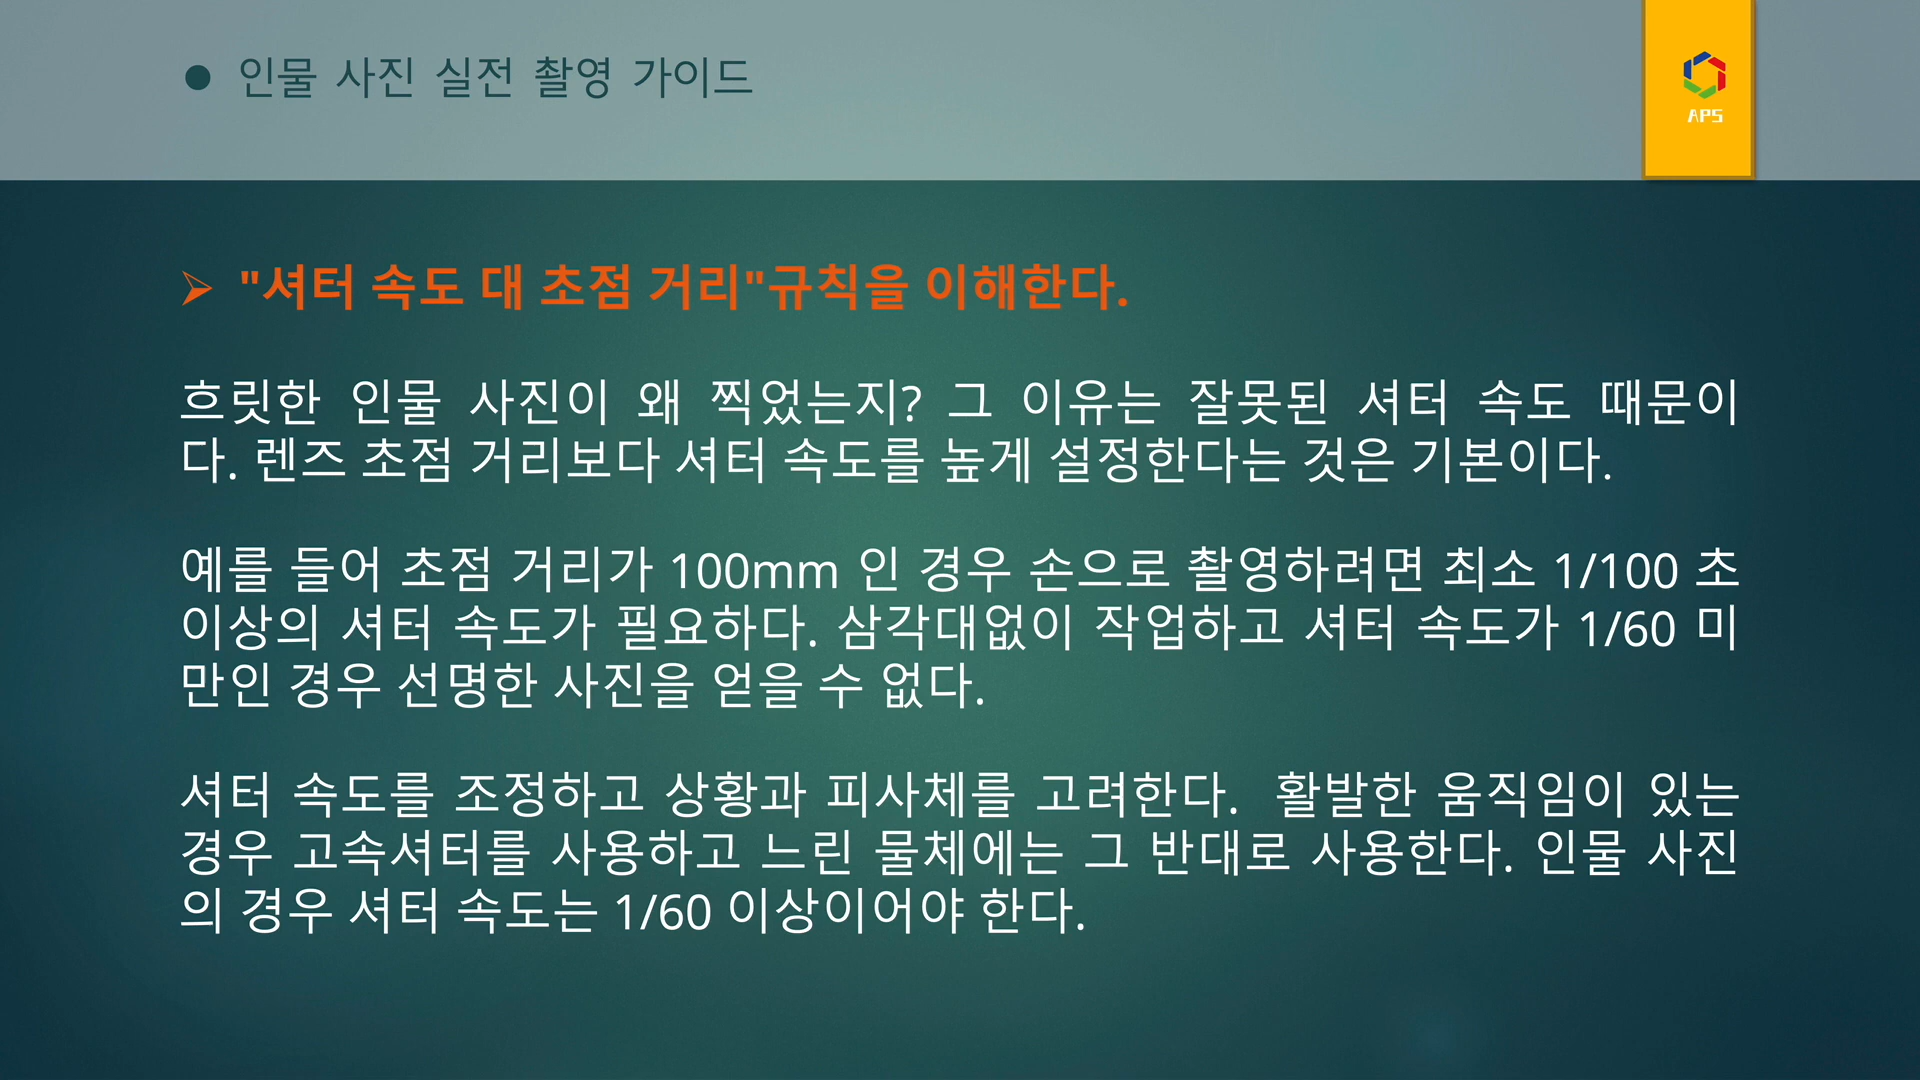 ● 인물 사진 실전 촬영 가이드
APS
➢ "셔터 속도 대 초점 거리"규칙을 이해한다.
흐릿한 인물 사진이 왜 찍었는지? 그 이유는 잘못된 셔터 속도 때문이
다. 렌즈 초점 거리보다 셔터 속도를 높게 설정한다는 것은 기본이다.
예를 들어 초점 거리가 100mm 인 경우 손으로 촬영하려면 최소 1/100 초
이상의 셔터 속도가 필요하다. 삼각대없이 작업하고 셔터 속도가 1/60 미
만인 경우 선명한 사진을 얻을 수 없다.
셔터 속도를 조정하고 상황과 피사체를 고려한다. 활발한 움직임이 있는
경우 고속셔터를 사용하고 느린 물체에는 그 반대로 사용한다. 인물 사진
의 경우 셔터 속도는 1/60 이상이어야 한다.